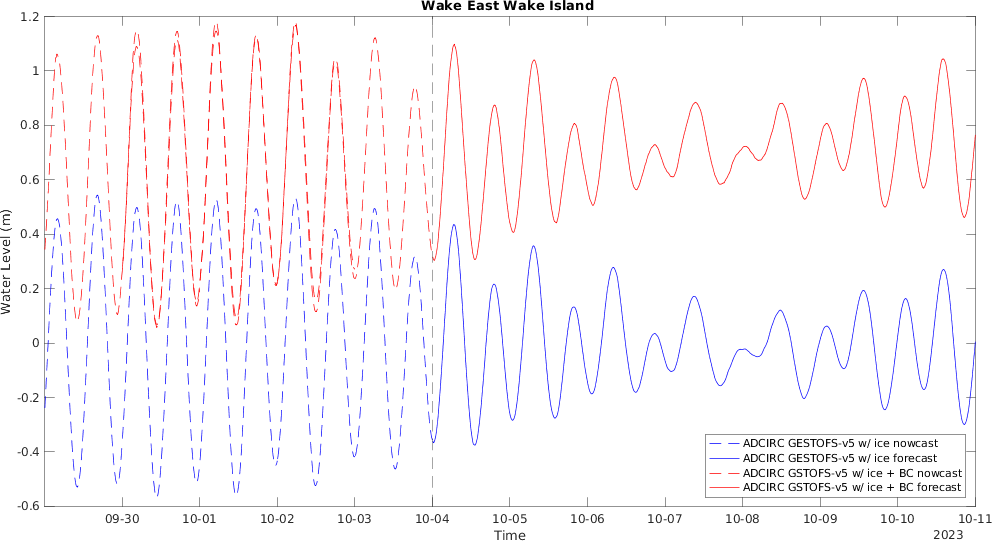 Wake East Wake Island
1.2
1
0.8
0.6
0.4
0.2
0
-0.2
-0.4
-0.6
Water Level (m)
ADCIRC GESTOFS-v5 w/ ice nowcast
ADCIRC GESTOFS-v5 w/ ice forecast
ADCIRC GSTOFS-v5 w/ ice + BC nowcast
ADCIRC GSTOFS-v5 w/ ice + BC forecast
09-30 10-01 10-02 10-03 10-04 10-05 10-06 10-07 10-08 10-09 10-10 10-11
Time
2023